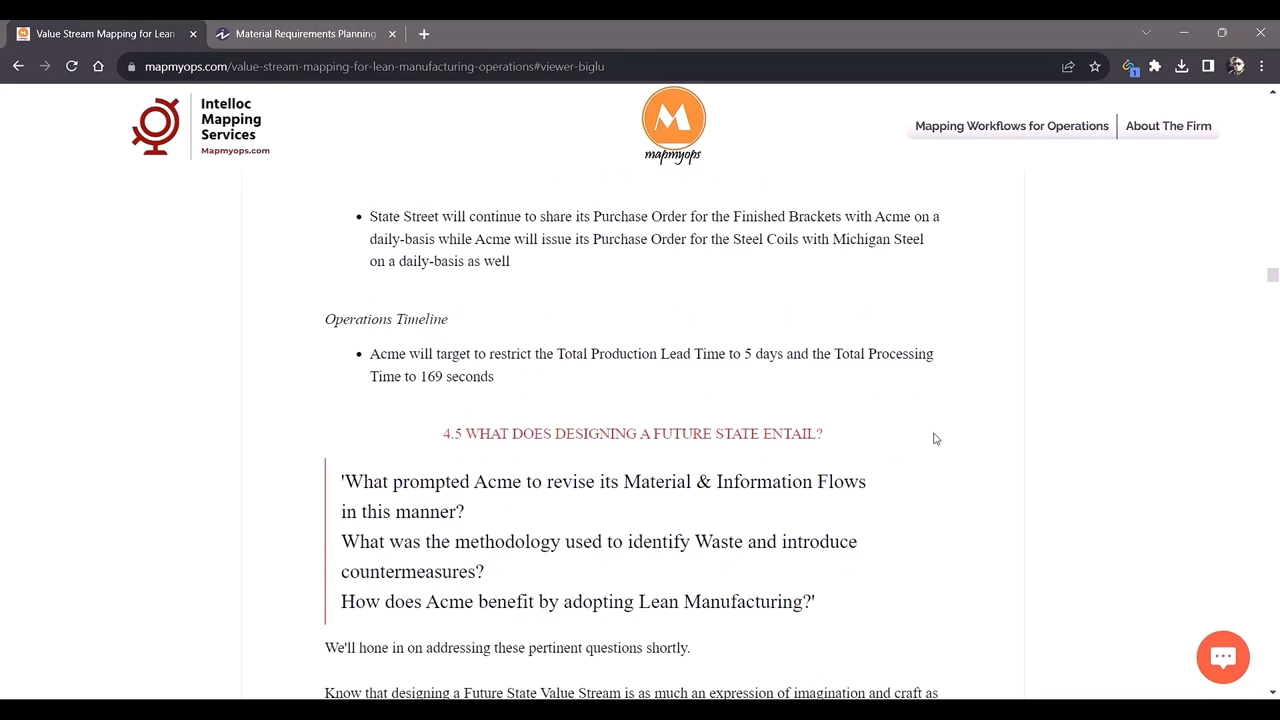 Value Stream Mapping for Lean
Material Requirements Planning
mapmyops.com/value-stream-mapping-for-lean-manufacturing-operations#viewer-biglu
1
Intelloc
Mapping
Services
Mapmyops.com
M
mapmyops
Mapping Workflows for Operations
About The Firm
• State Street will continue to share its Purchase Order for the Finished Brackets with Acme on a
daily-basis while Acme will issue its Purchase Order for the Steel Coils with Michigan Steel
on a daily-basis as well
Operations Timeline
• Acme will target to restrict the Total Production Lead Time to 5 days and the Total Processing
Time to 169 seconds
4.5 WHAT DOES DESIGNING A FUTURE STATE ENTAIL?
'What prompted Acme to revise its Material & Information Flows
in this manner?
What was the methodology used to identify Waste and introduce
countermeasures?
How does Acme benefit by adopting Lean Manufacturing?'
We'll hone in on addressing these pertinent questions shortly.
Know that designing a Future State Value Stream is as much an expression of imagination and craft as